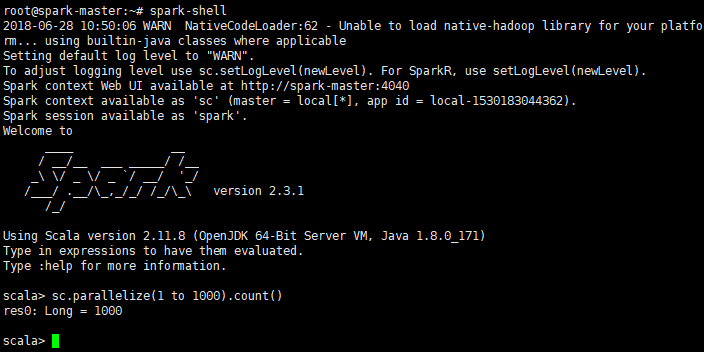 root@spark-master:~# spark-shell
2018-06-28 10:50:06 WARN  NativeCodeLoader:62 - Unable to load native-hadoop library for your platfo
rm... using builtin-java classes where applicable
Setting default log level to "WARN".
To adjust logging level use sc.setLogLevel(newLevel). For SparkR, use setLogLevel(newLevel).
Spark context Web UI available at http://spark-master:4040
Spark context available as 'sc' (master = local[*], app id = local-1530183044362).
Spark session available as 'spark'.
Welcome to
      ____              __
     / __/__  ___ _____/ /__
    _\ \/ _ \/ _ `/ __/  '_/
   /___/ .__/\_,_/_/ /_/\_\   version 2.3.1
      /_/
Using Scala version 2.11.8 (OpenJDK 64-Bit Server VM, Java 1.8.0_171)
Type in expressions to have them evaluated.
Type :help for more information.
scala> sc.parallelize(1 to 1000).count()
res0: Long = 1000
scala>